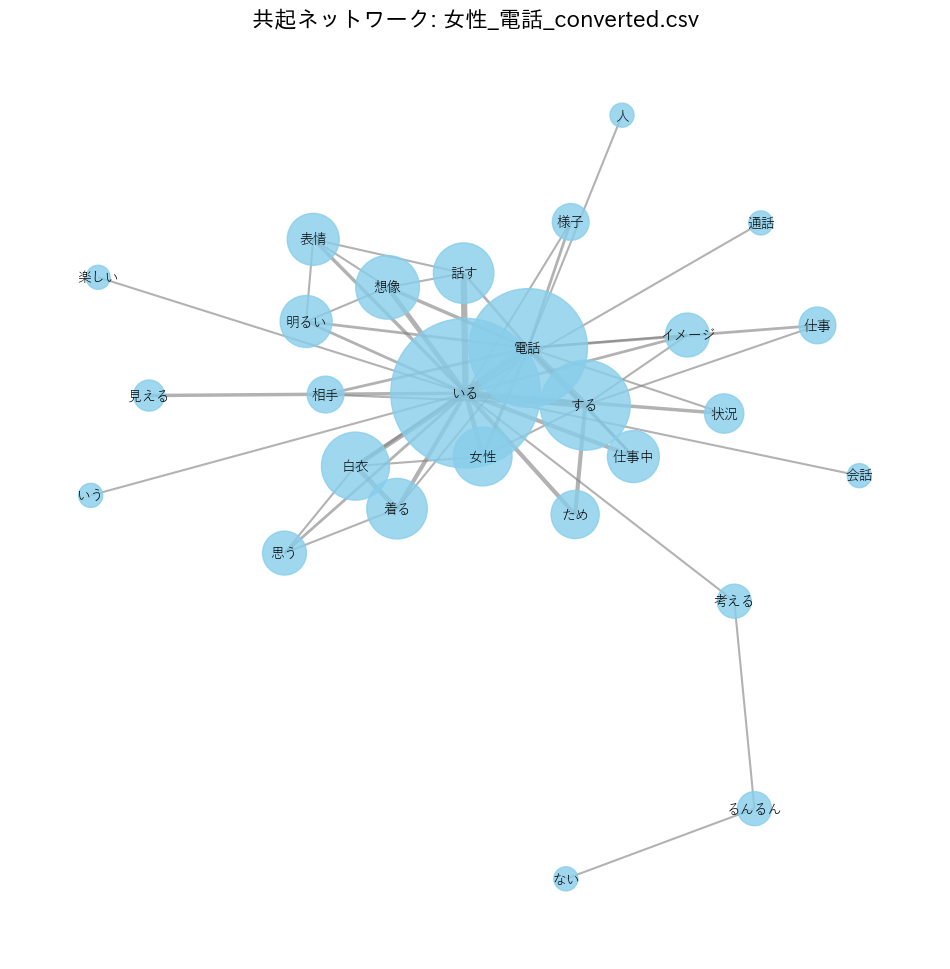 共起ネットワーク: 女性_電話_converted.csv
人
様子
通話
表情
話す
楽しい
想像
明るい
仕事
イメージ
電話
見える
相手
いる
する
状況
女性
仕事中
白衣
会話
いう
着る
ため
思う
考える
るんるん
ない